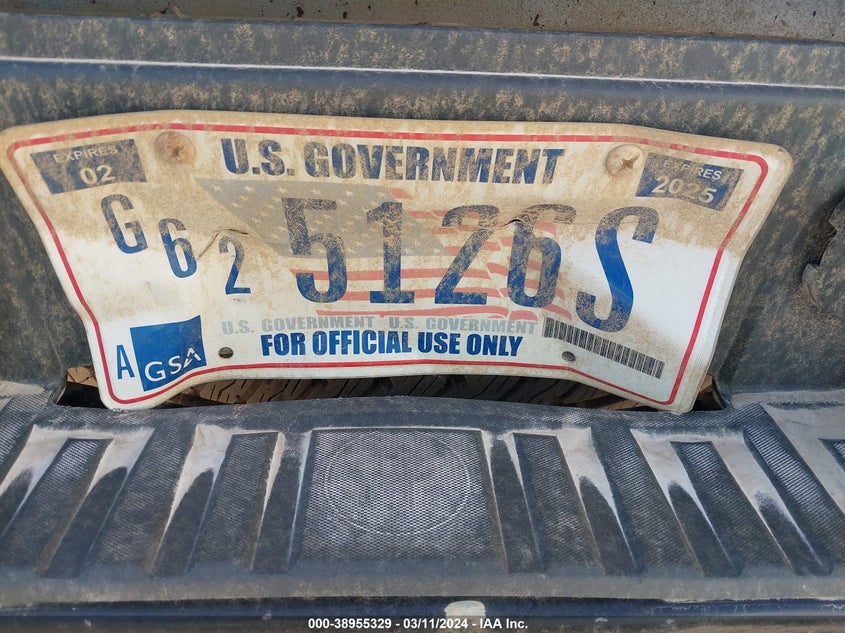 EXPIRES
02
U.S. GOVERNMENT
EXPIRES
2025
G62 5126S
U.S. GOVERNMENT U.S. GOVERNMENT
A GSA
FOR OFFICIAL USE ONLY
000-38955329 - 03/11/2024 - IAA Inc.